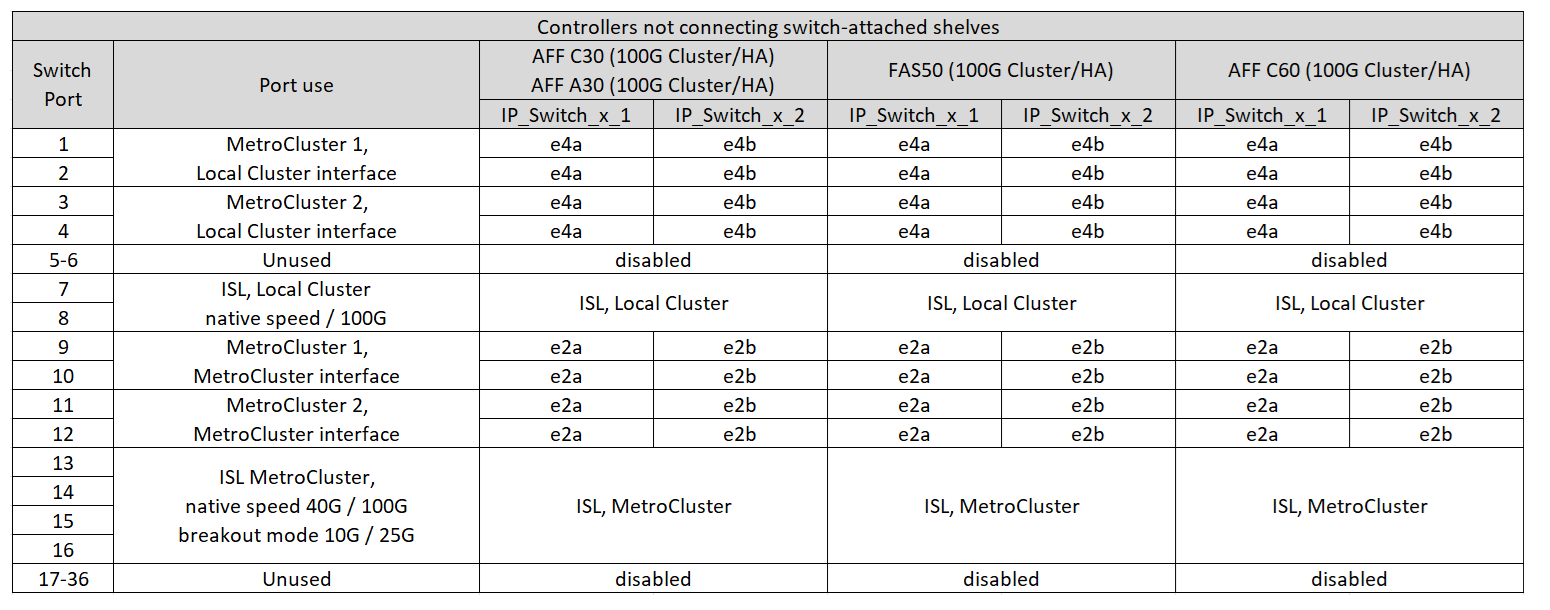 Controllers not connecting switch-attached shelves
Switch Port
Port use
AFF C30 (100G Cluster/HA)
AFF A30 (100G Cluster/HA)
FAS50 (100G Cluster/HA)
AFF C60 (100G Cluster/HA)
IP_Switch_x_1 IP_Switch_x_2 IP_Switch_x_1 IP_Switch_x_2 IP_Switch_x_1 IP_Switch_x_2
1 MetroCluster 1, e4a e4b e4a e4b e4a e4b
2 Local Cluster interface e4a e4b e4a e4b e4a e4b
3 MetroCluster 2, e4a e4b e4a e4b e4a e4b
4 Local Cluster interface e4a e4b e4a e4b e4a e4b
5-6 Unused disabled disabled disabled
7 ISL, Local Cluster
8 native speed / 100G
ISL, Local Cluster ISL, Local Cluster ISL, Local Cluster
9 MetroCluster 1, e2a e2b e2a e2b e2a e2b
10 MetroCluster interface e2a e2b e2a e2b e2a e2b
11 MetroCluster 2, e2a e2b e2a e2b e2a e2b
12 MetroCluster interface e2a e2b e2a e2b e2a e2b
13
14
15
16
ISL MetroCluster,
native speed 40G / 100G
breakout mode 10G / 25G
ISL, MetroCluster ISL, MetroCluster ISL, MetroCluster
17-36 Unused disabled disabled disabled